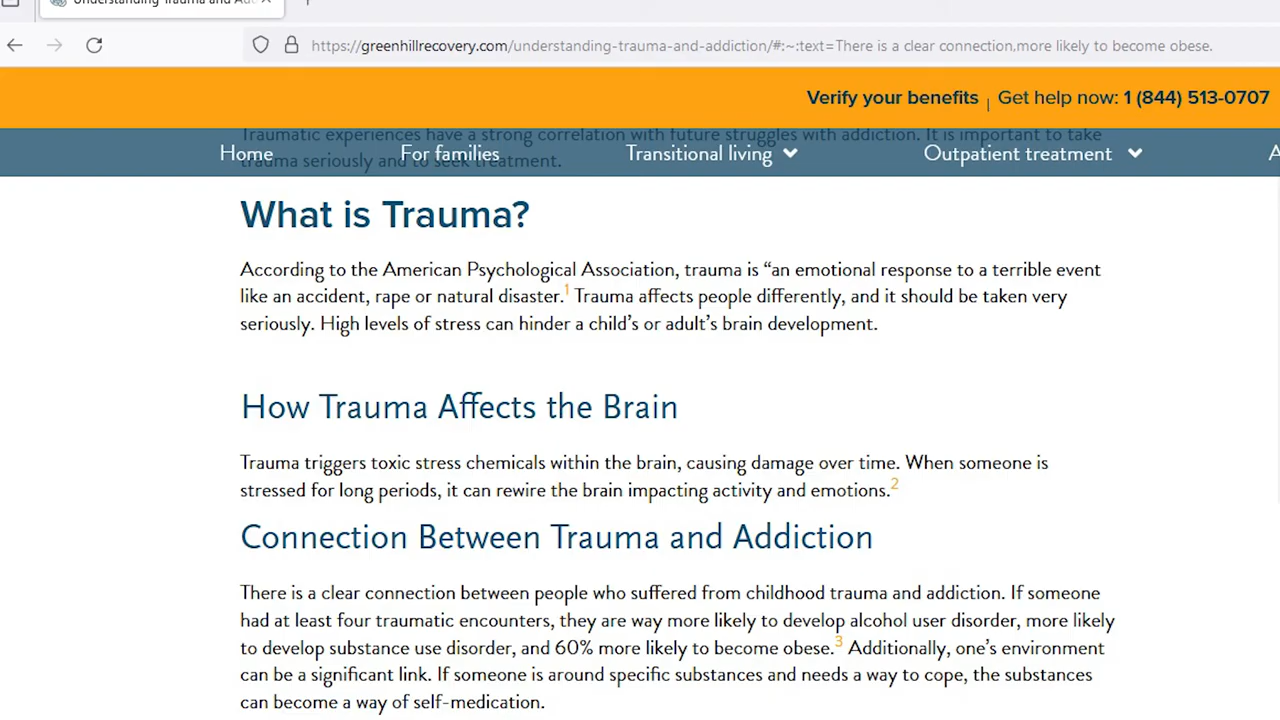 Understanding Trauma and Ad
https://greenhillrecovery.com/understanding-trauma-and-addiction/#:~:text=There is a clear connection,more likely to become obese.
Verify your benefits | Get help now: 1 (844) 513-0707
Traumatic experiences have a strong correlation with future struggles with addiction. It is important to take
trauma seriously and to seek treatment.
Home For families Transitional living Outpatient treatment A
What is Trauma?
According to the American Psychological Association, trauma is “an emotional response to a terrible event
like an accident, rape or natural disaster.1 Trauma affects people differently, and it should be taken very
seriously. High levels of stress can hinder a child’s or adult’s brain development.
How Trauma Affects the Brain
Trauma triggers toxic stress chemicals within the brain, causing damage over time. When someone is
stressed for long periods, it can rewire the brain impacting activity and emotions.2
Connection Between Trauma and Addiction
There is a clear connection between people who suffered from childhood trauma and addiction. If someone
had at least four traumatic encounters, they are way more likely to develop alcohol user disorder, more likely
to develop substance use disorder, and 60% more likely to become obese.3 Additionally, one’s environment
can be a significant link. If someone is around specific substances and needs a way to cope, the substances
can become a way of self-medication.